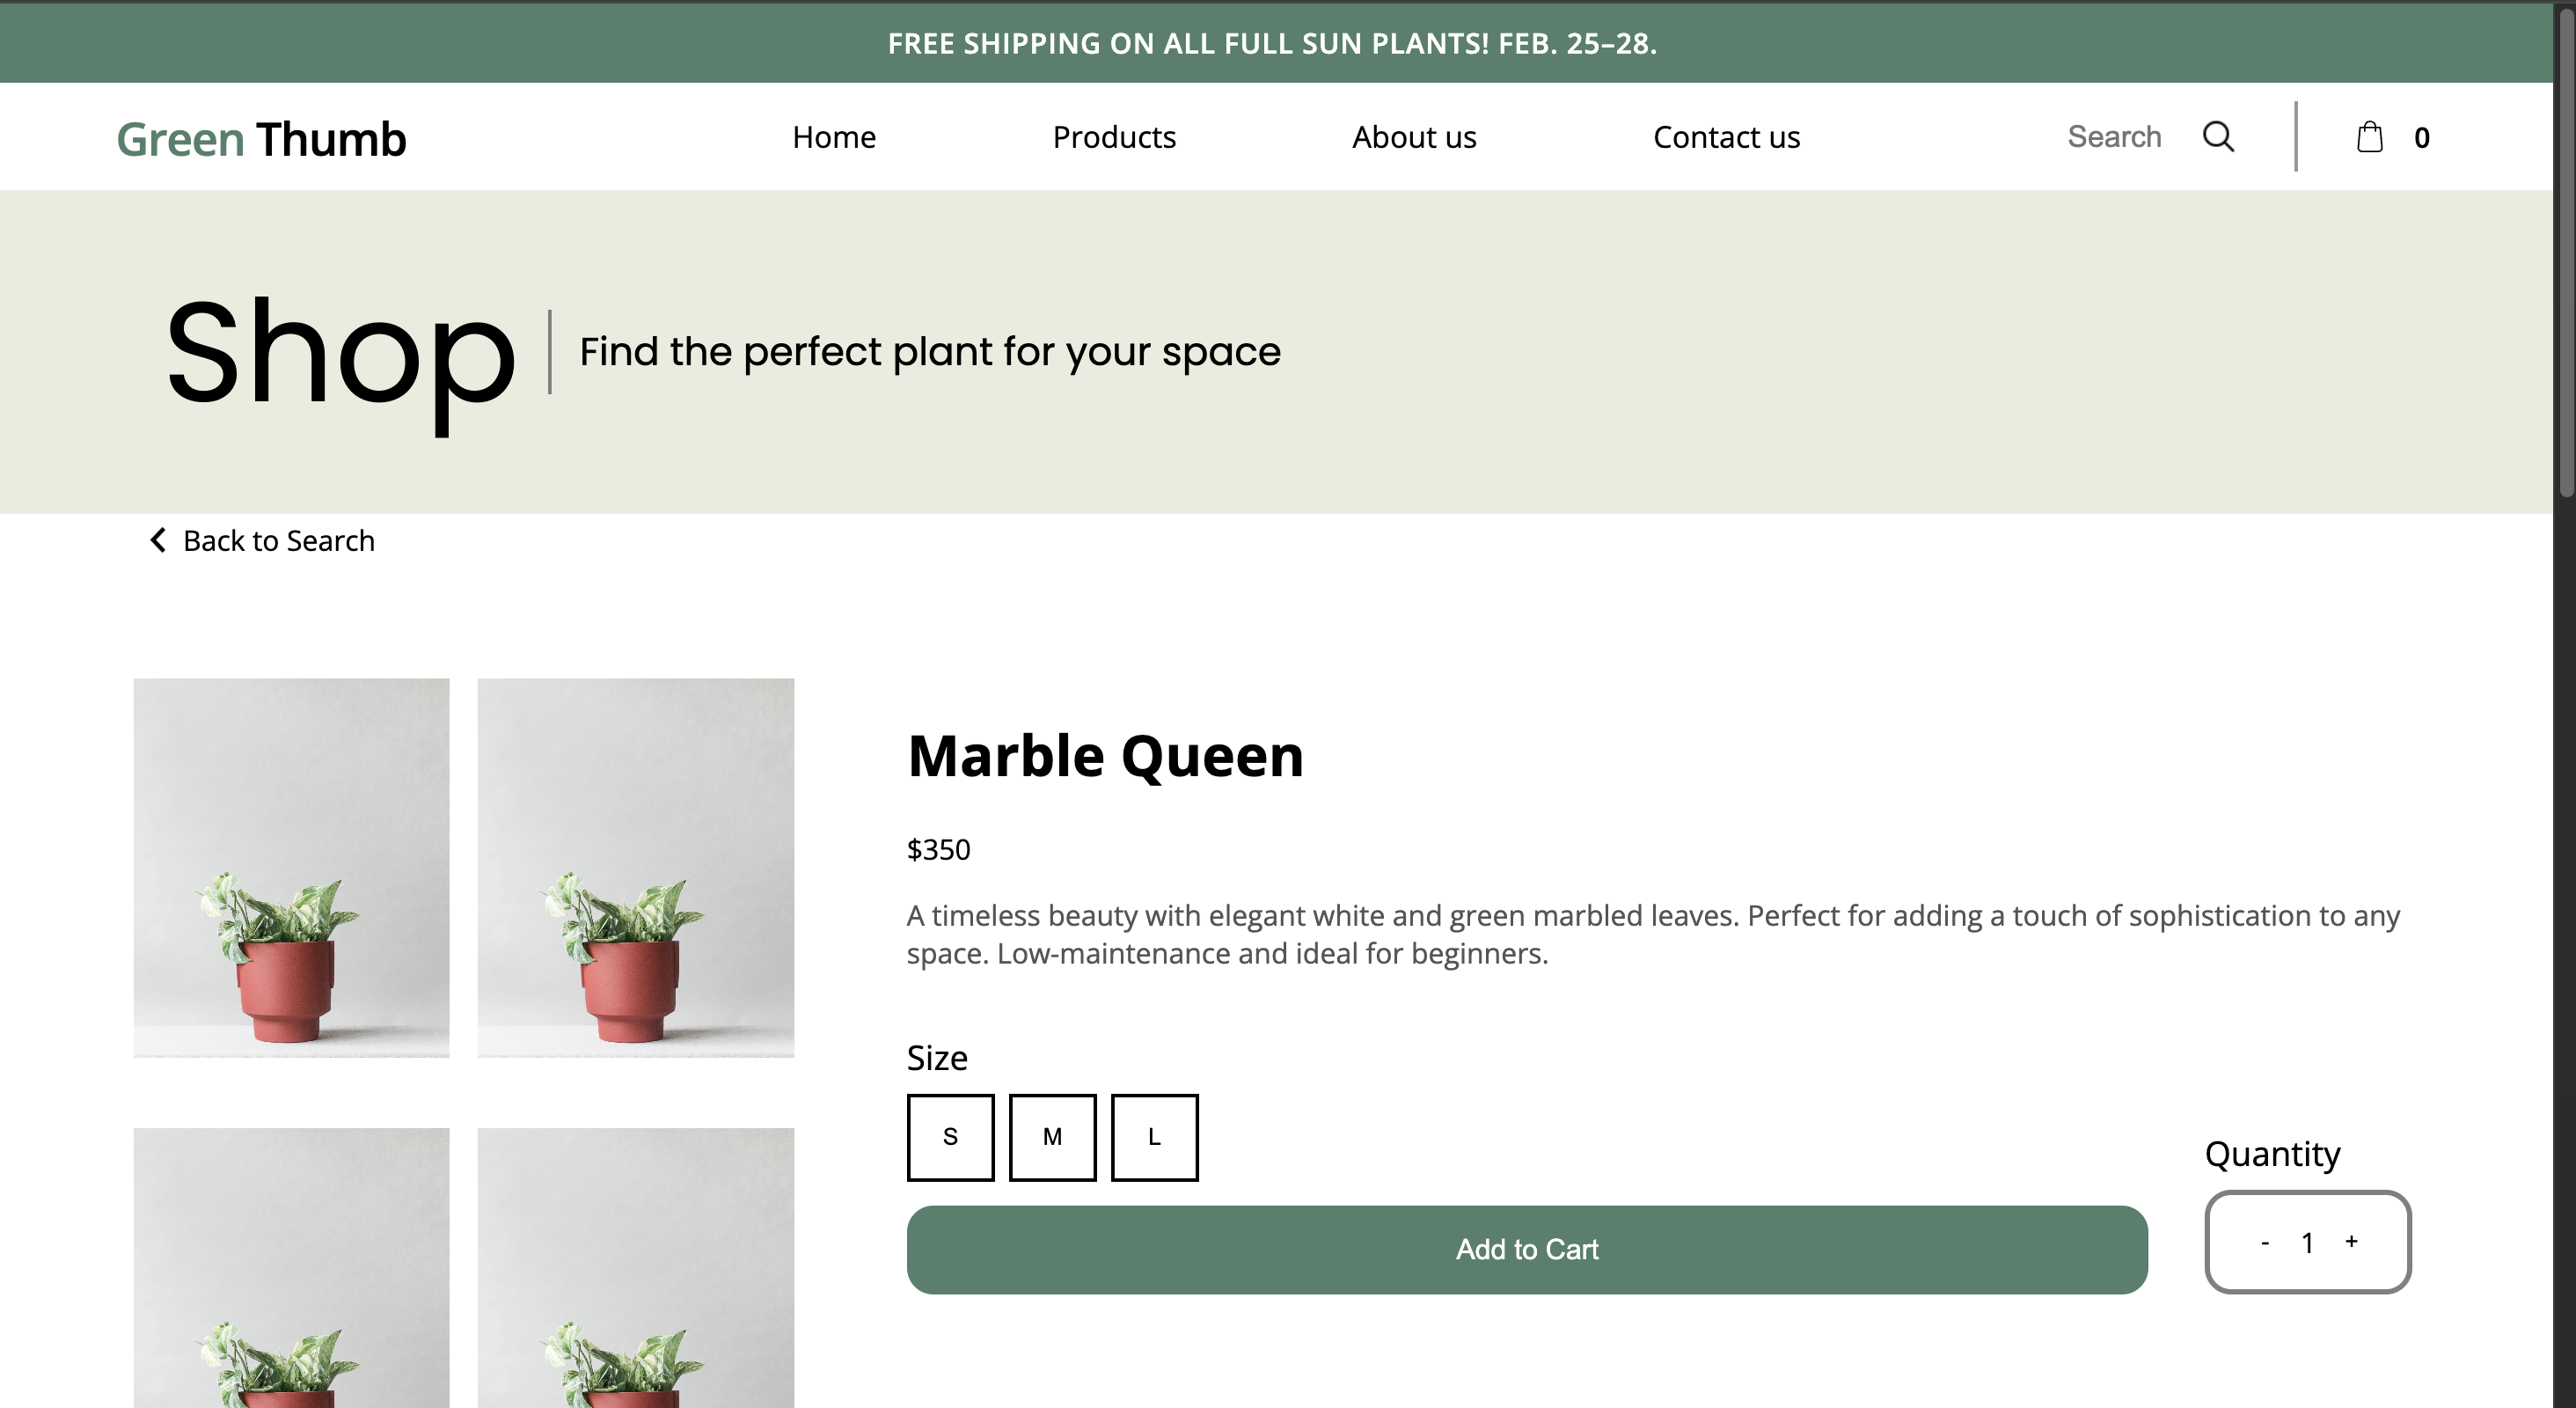 FREE SHIPPING ON ALL FULL SUN PLANTS! FEB. 25–28.
Green Thumb
Home
Products
About us
Contact us
Search
0
Shop
Find the perfect plant for your space
Back to Search
Marble Queen
$350
A timeless beauty with elegant white and green marbled leaves. Perfect for adding a touch of sophistication to any
space. Low-maintenance and ideal for beginners.
Size
S
M
L
Quantity
Add to Cart
- 1 +